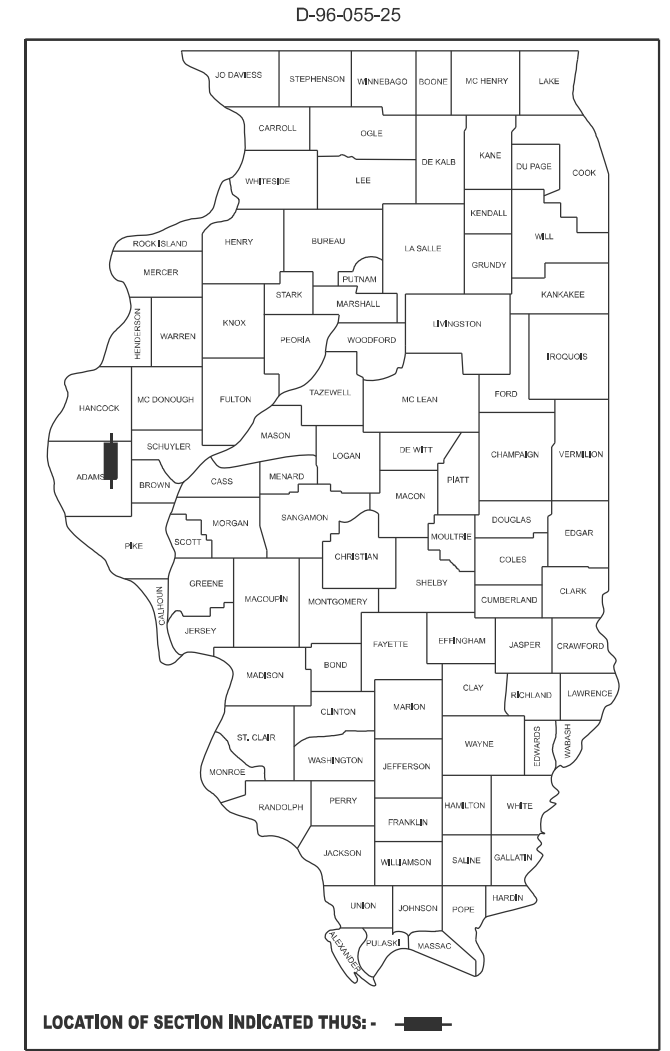 D-96-055-25
JO DAVIESS
STEPHENSON
WINNEBAGO
BOONE
MC HENRY
LAKE
CARROLL
OGLE
DE KALB
KANE
DU PAGE
COOK
WHITESIDE
LEE
KENDALL
WILL
ROCK ISLAND
HENRY
BUREAU
LA SALLE
GRUNDY
MERCER
PUTNAM
KANKAKEE
STARK
MARSHALL
HENDERSON
WARREN
KNOX
PEORIA
WOODFORD
LIVINGSTON
IROQUOIS
HANCOCK
MC DONOUGH
FULTON
TAZEWELL
MC LEAN
FORD
SCHUYLER
MASON
LOGAN
DE WITT
CHAMPAIGN
VERMILION
ADAMS
BROWN
CASS
MENARD
PIATT
MACON
MORGAN
SANGAMON
DOUGLAS
EDGAR
PIKE
SCOTT
CHRISTIAN
MOULTRIE
COLES
GREENE
SHELBY
CALHOUN
MACOUPIN
MONTGOMERY
CUMBERLAND
CLARK
JERSEY
FAYETTE
EFFINGHAM
JASPER
CRAWFORD
MADISON
BOND
CLAY
RICHLAND
LAWRENCE
CLINTON
MARION
ST. CLAIR
WAYNE
EDWARDS
WABASH
WASHINGTON
JEFFERSON
MONROE
RANDOLPH
PERRY
HAMILTON
WHITE
FRANKLIN
JACKSON
WILLIAMSON
SALINE
GALLATIN
UNION
JOHNSON
POPE
HARDIN
ALEXANDER
PULASKI
MASSAC
LOCATION OF SECTION INDICATED THUS: -